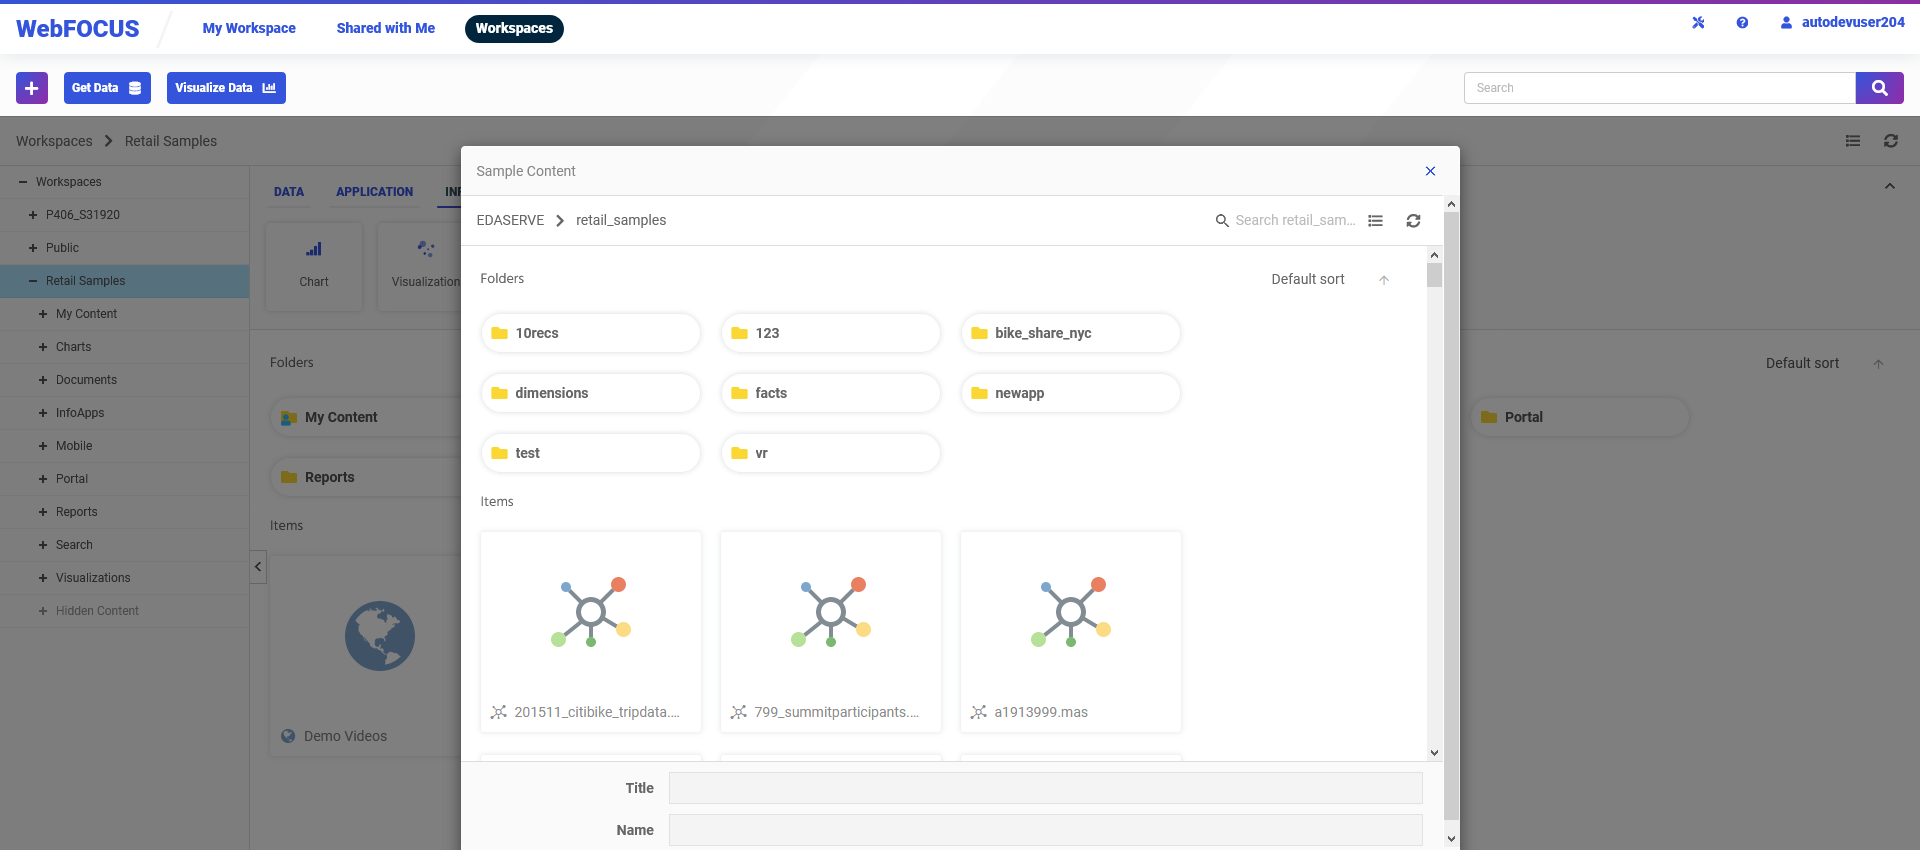 WebFOCUS
My Workspace
Shared with Me
Workspaces
autodevuser204
Get Data
Visualize Data
Search
Workspaces
Retail Samples
Workspaces
P406_S31920
Public
Retail Samples
My Content
Charts
Documents
InfoApps
Mobile
Portal
Reports
Search
Visualizations
Hidden Content
DATA
APPLICATION
Chart
Visualization
Folders
My Content
Reports
Items
Demo Videos
Default sort
Portal
Sample Content
EDASERVE
retail_samples
Search retail_sam...
Folders
Default sort
10recs
123
bike_share_nyc
dimensions
facts
newapp
test
vr
Items
201511_citibike_tripdata....
799_summitparticipants....
a1913999.mas
Title
Name